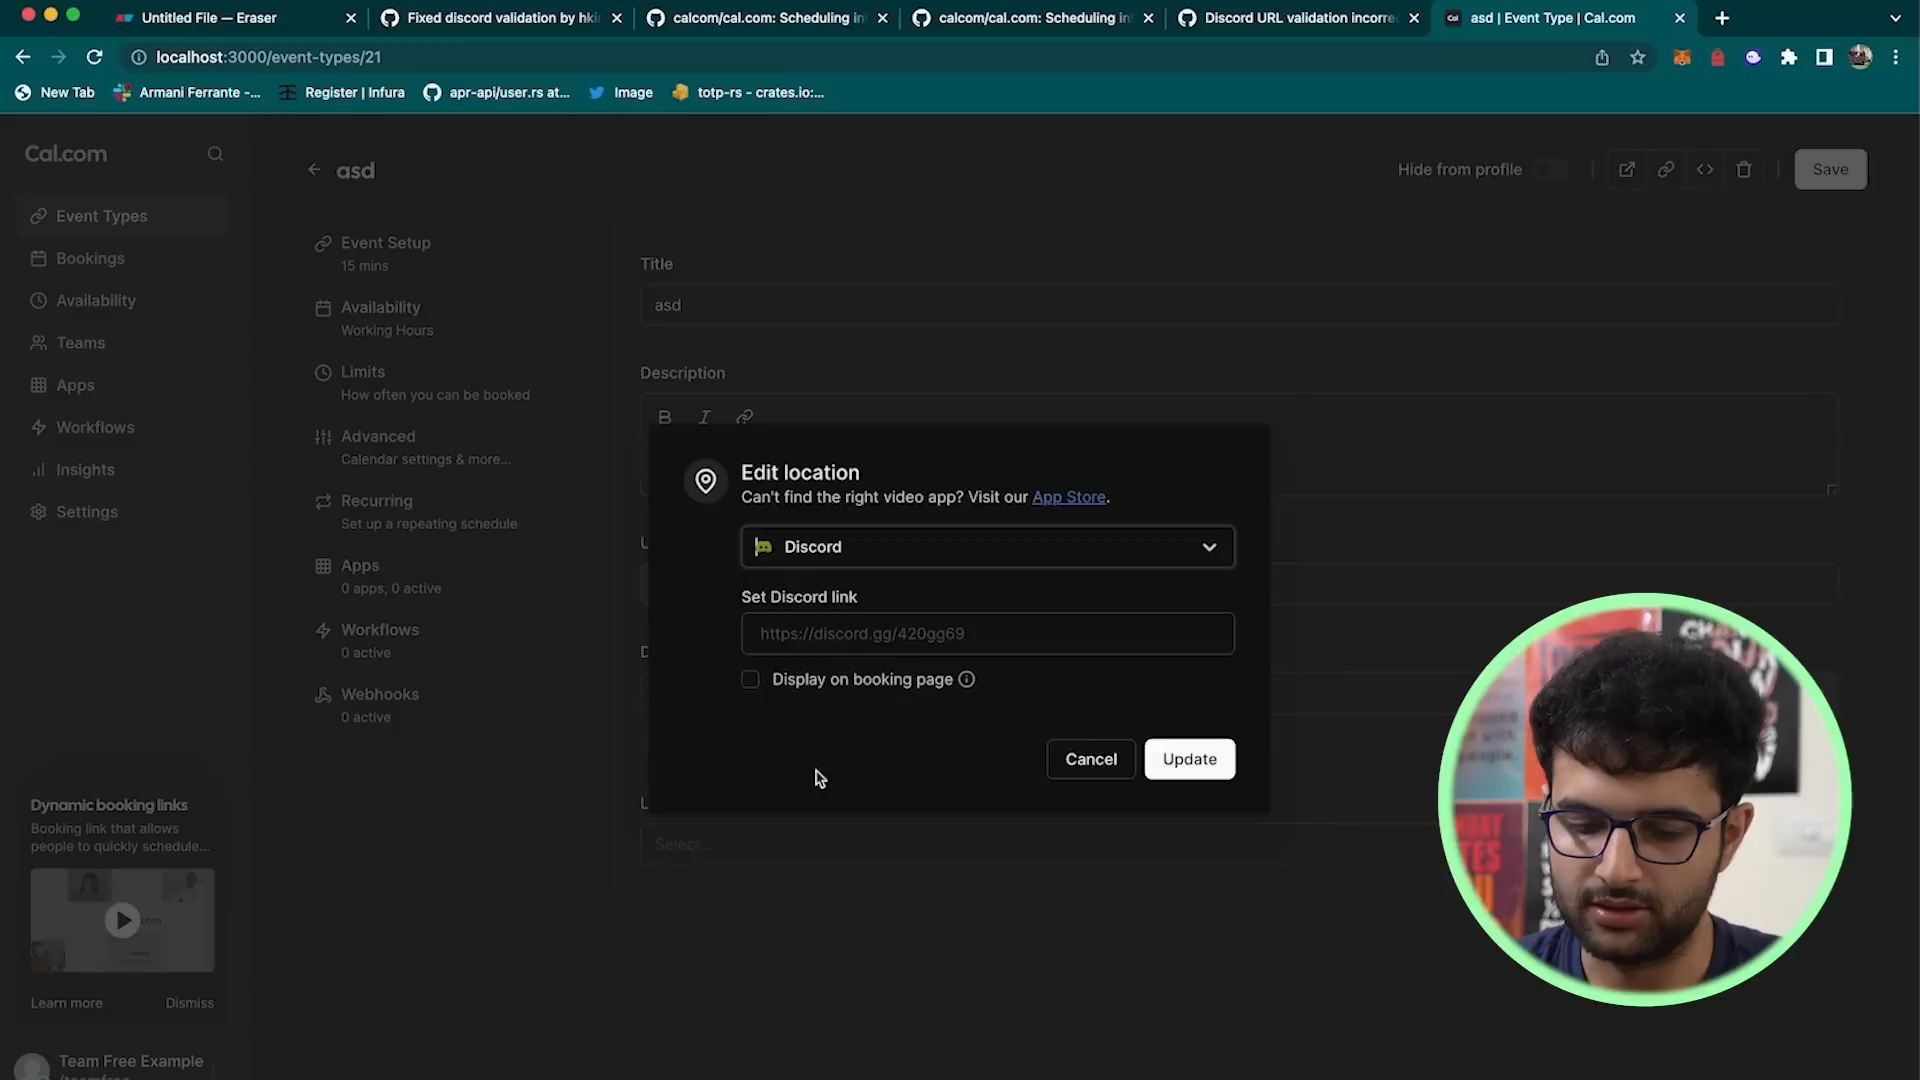 Untitled File — Eraser
Fixed discord validation by hki
calcom/cal.com: Scheduling in
calcom/cal.com: Scheduling in
Discord URL validation incorre
Cal
asd | Event Type | Cal.com
localhost:3000/event-types/21
New Tab
Armani Ferrante -...
Register | Infura
apr-api/user.rs at...
Image
totp-rs - crates.io:...
Cal.com
asd
Hide from profile
Save
Event Types
Bookings
Availability
Teams
Apps
Workflows
Insights
Settings
Event Setup
15 mins
Availability
Working Hours
Limits
How often you can be booked
Advanced
Calendar settings & more...
Recurring
Set up a repeating schedule
Apps
0 apps, 0 active
Workflows
0 active
Webhooks
0 active
Title
asd
Description
B I
U
D
L
Select...
Edit location
Can't find the right video app? Visit our App Store.
Discord
Set Discord link
https://discord.gg/420gg69
Display on booking page
Cancel
Update
Dynamic booking links
Booking link that allows
people to quickly schedule...
Learn more
Dismiss
Team Free Example